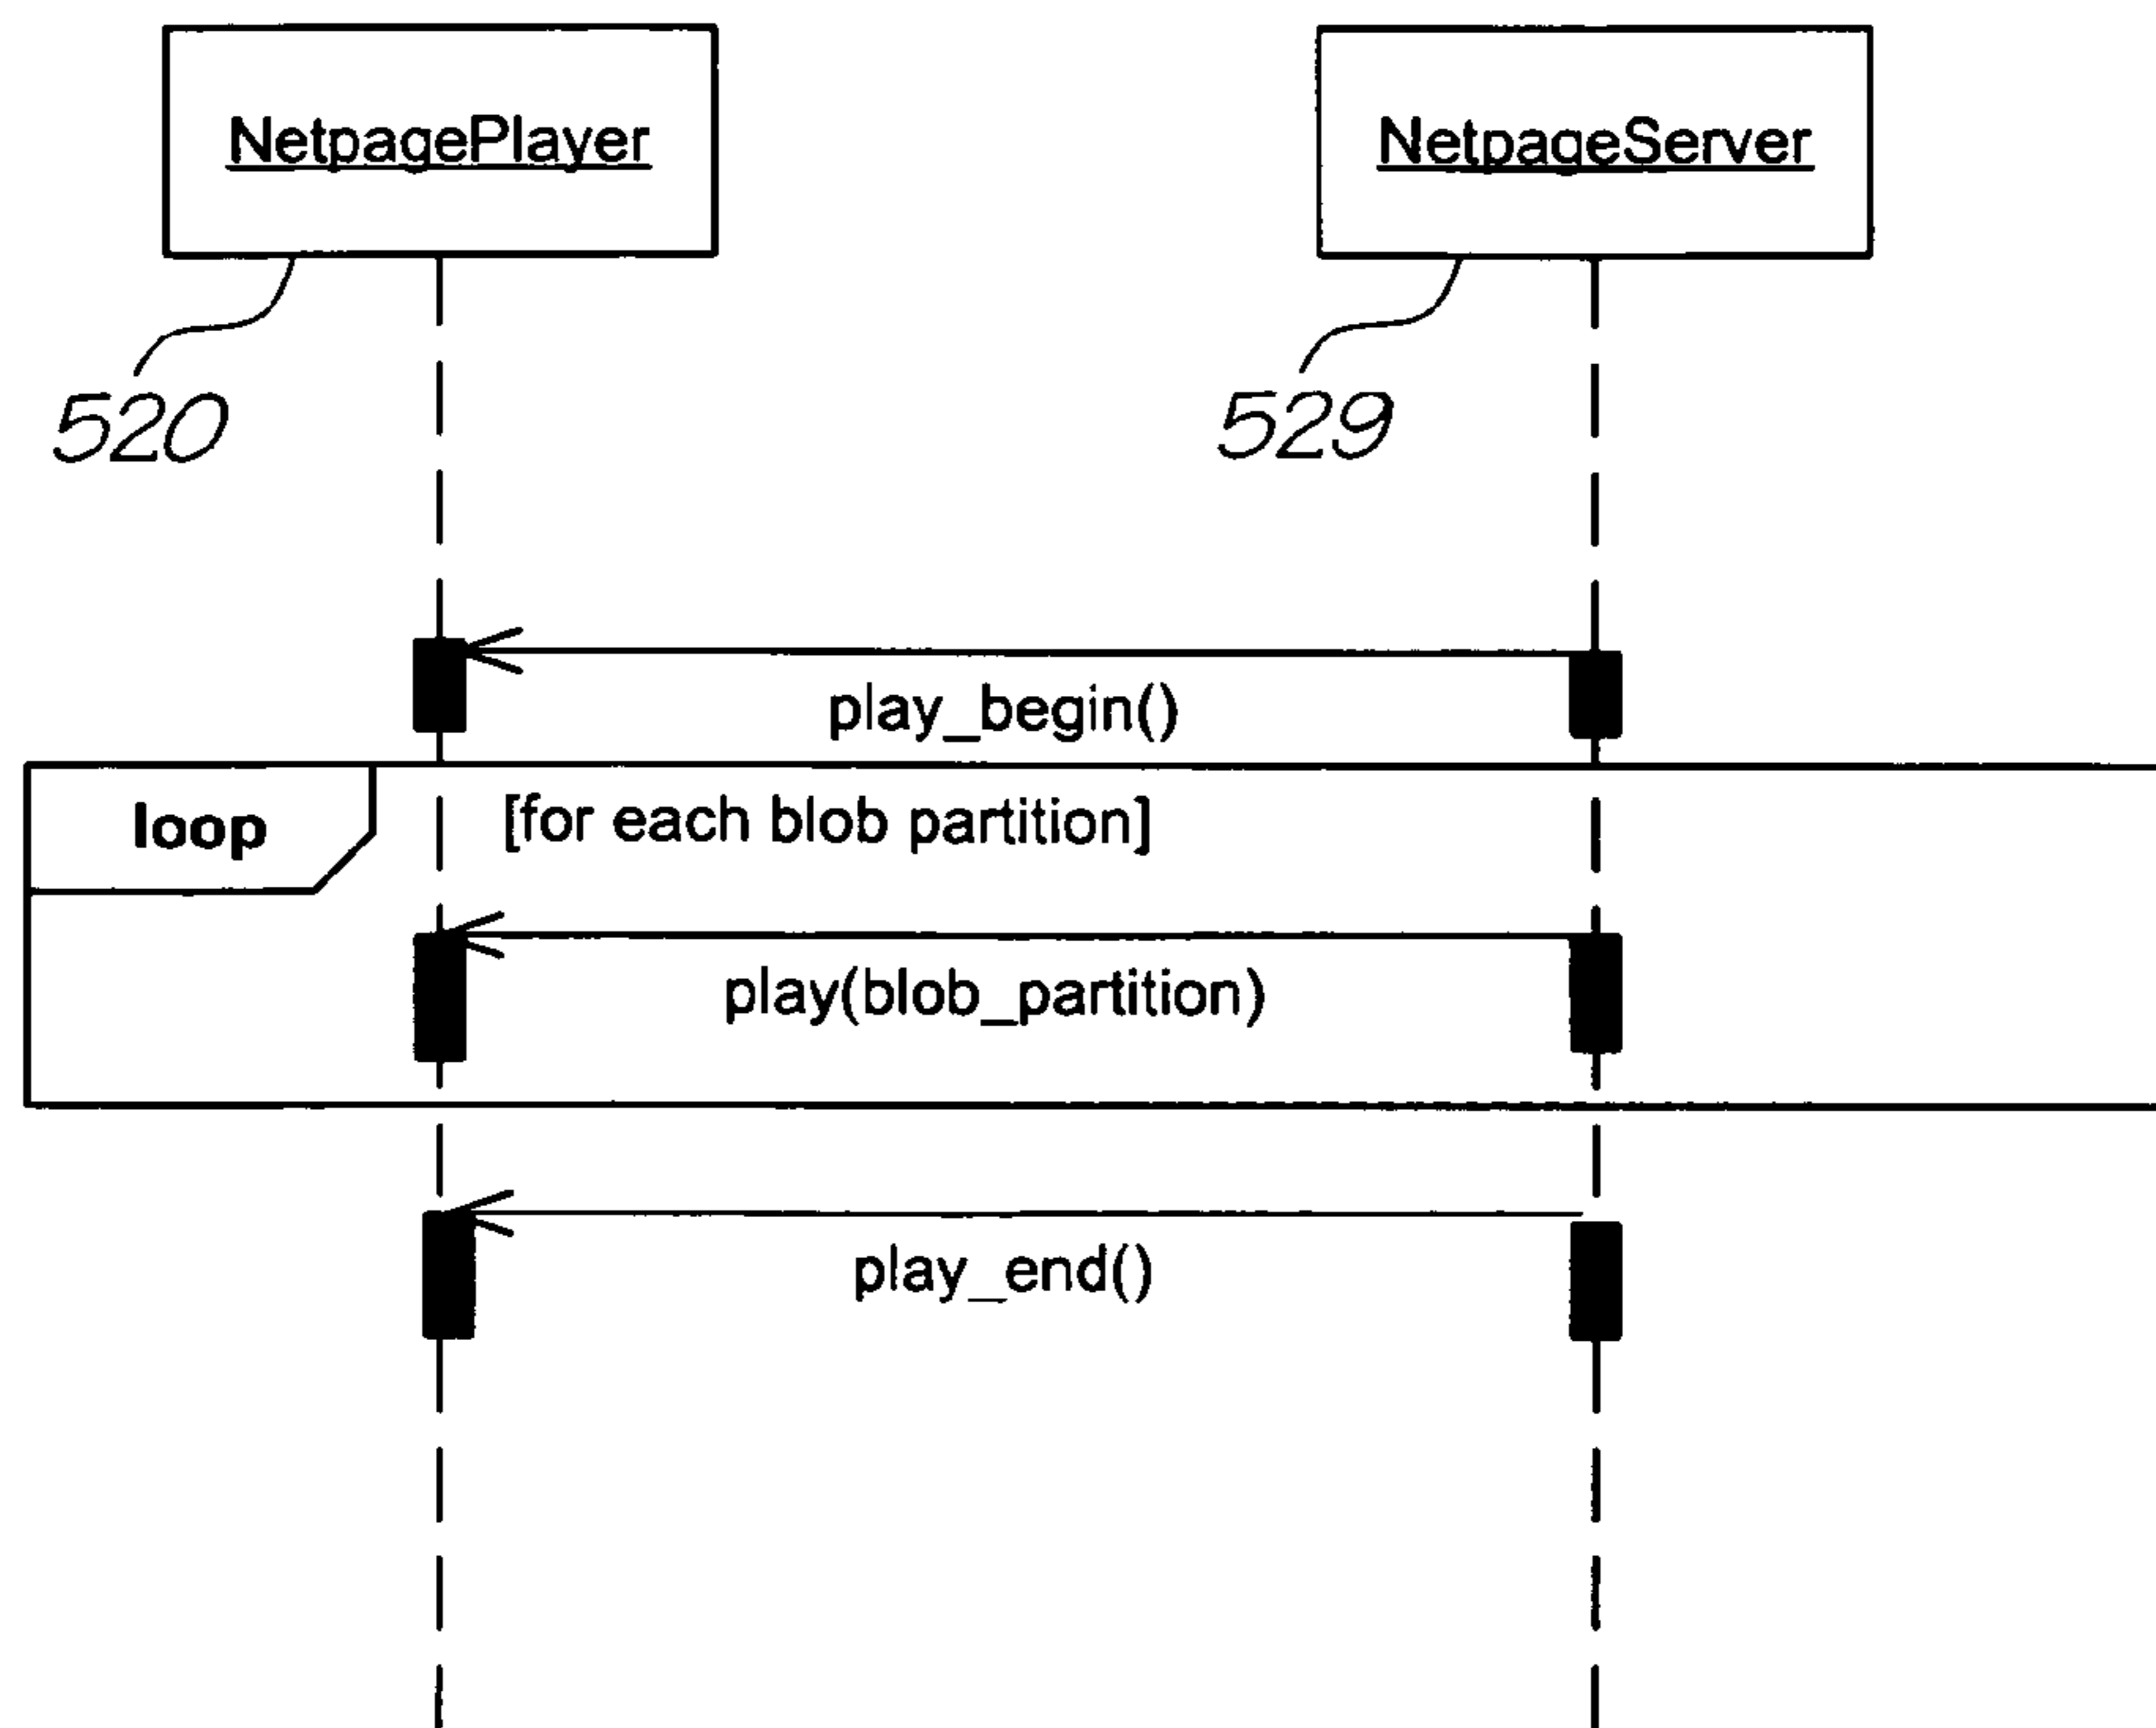 NetpagePlayer
NetpageServer
520
529
play_begin()
loop
[for each blob partition]
play(blob_partition)
play_end()